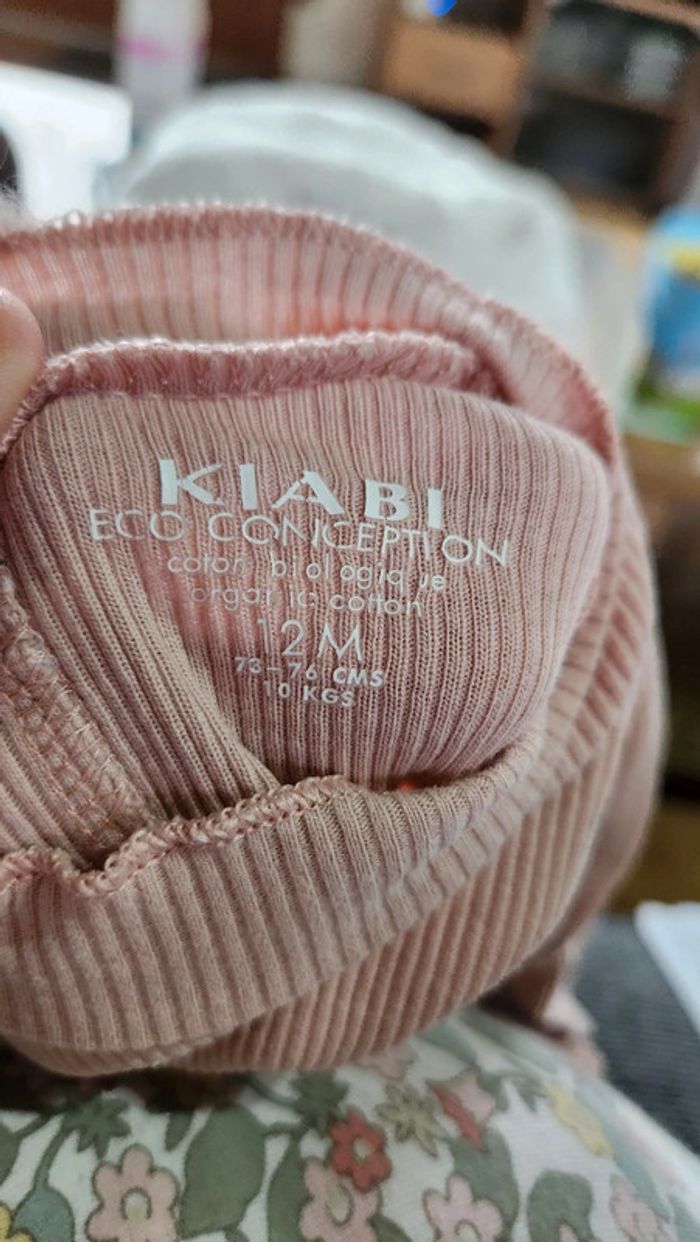 KIABI
ECO CONCEPTION
coton biologique
organic cotton
12M
73-76 CMS
10 KGS